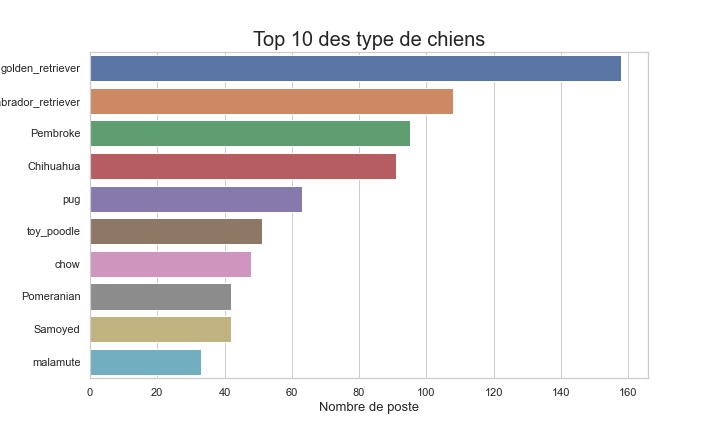 Top 10 des type de chiens
golden_retriever
abrador_retriever
Pembroke
Chihuahua
pug
toy_poodle
chow
Pomeranian
Samoyed
malamute
0 20 40 60 80 100 120 140 160
Nombre de poste